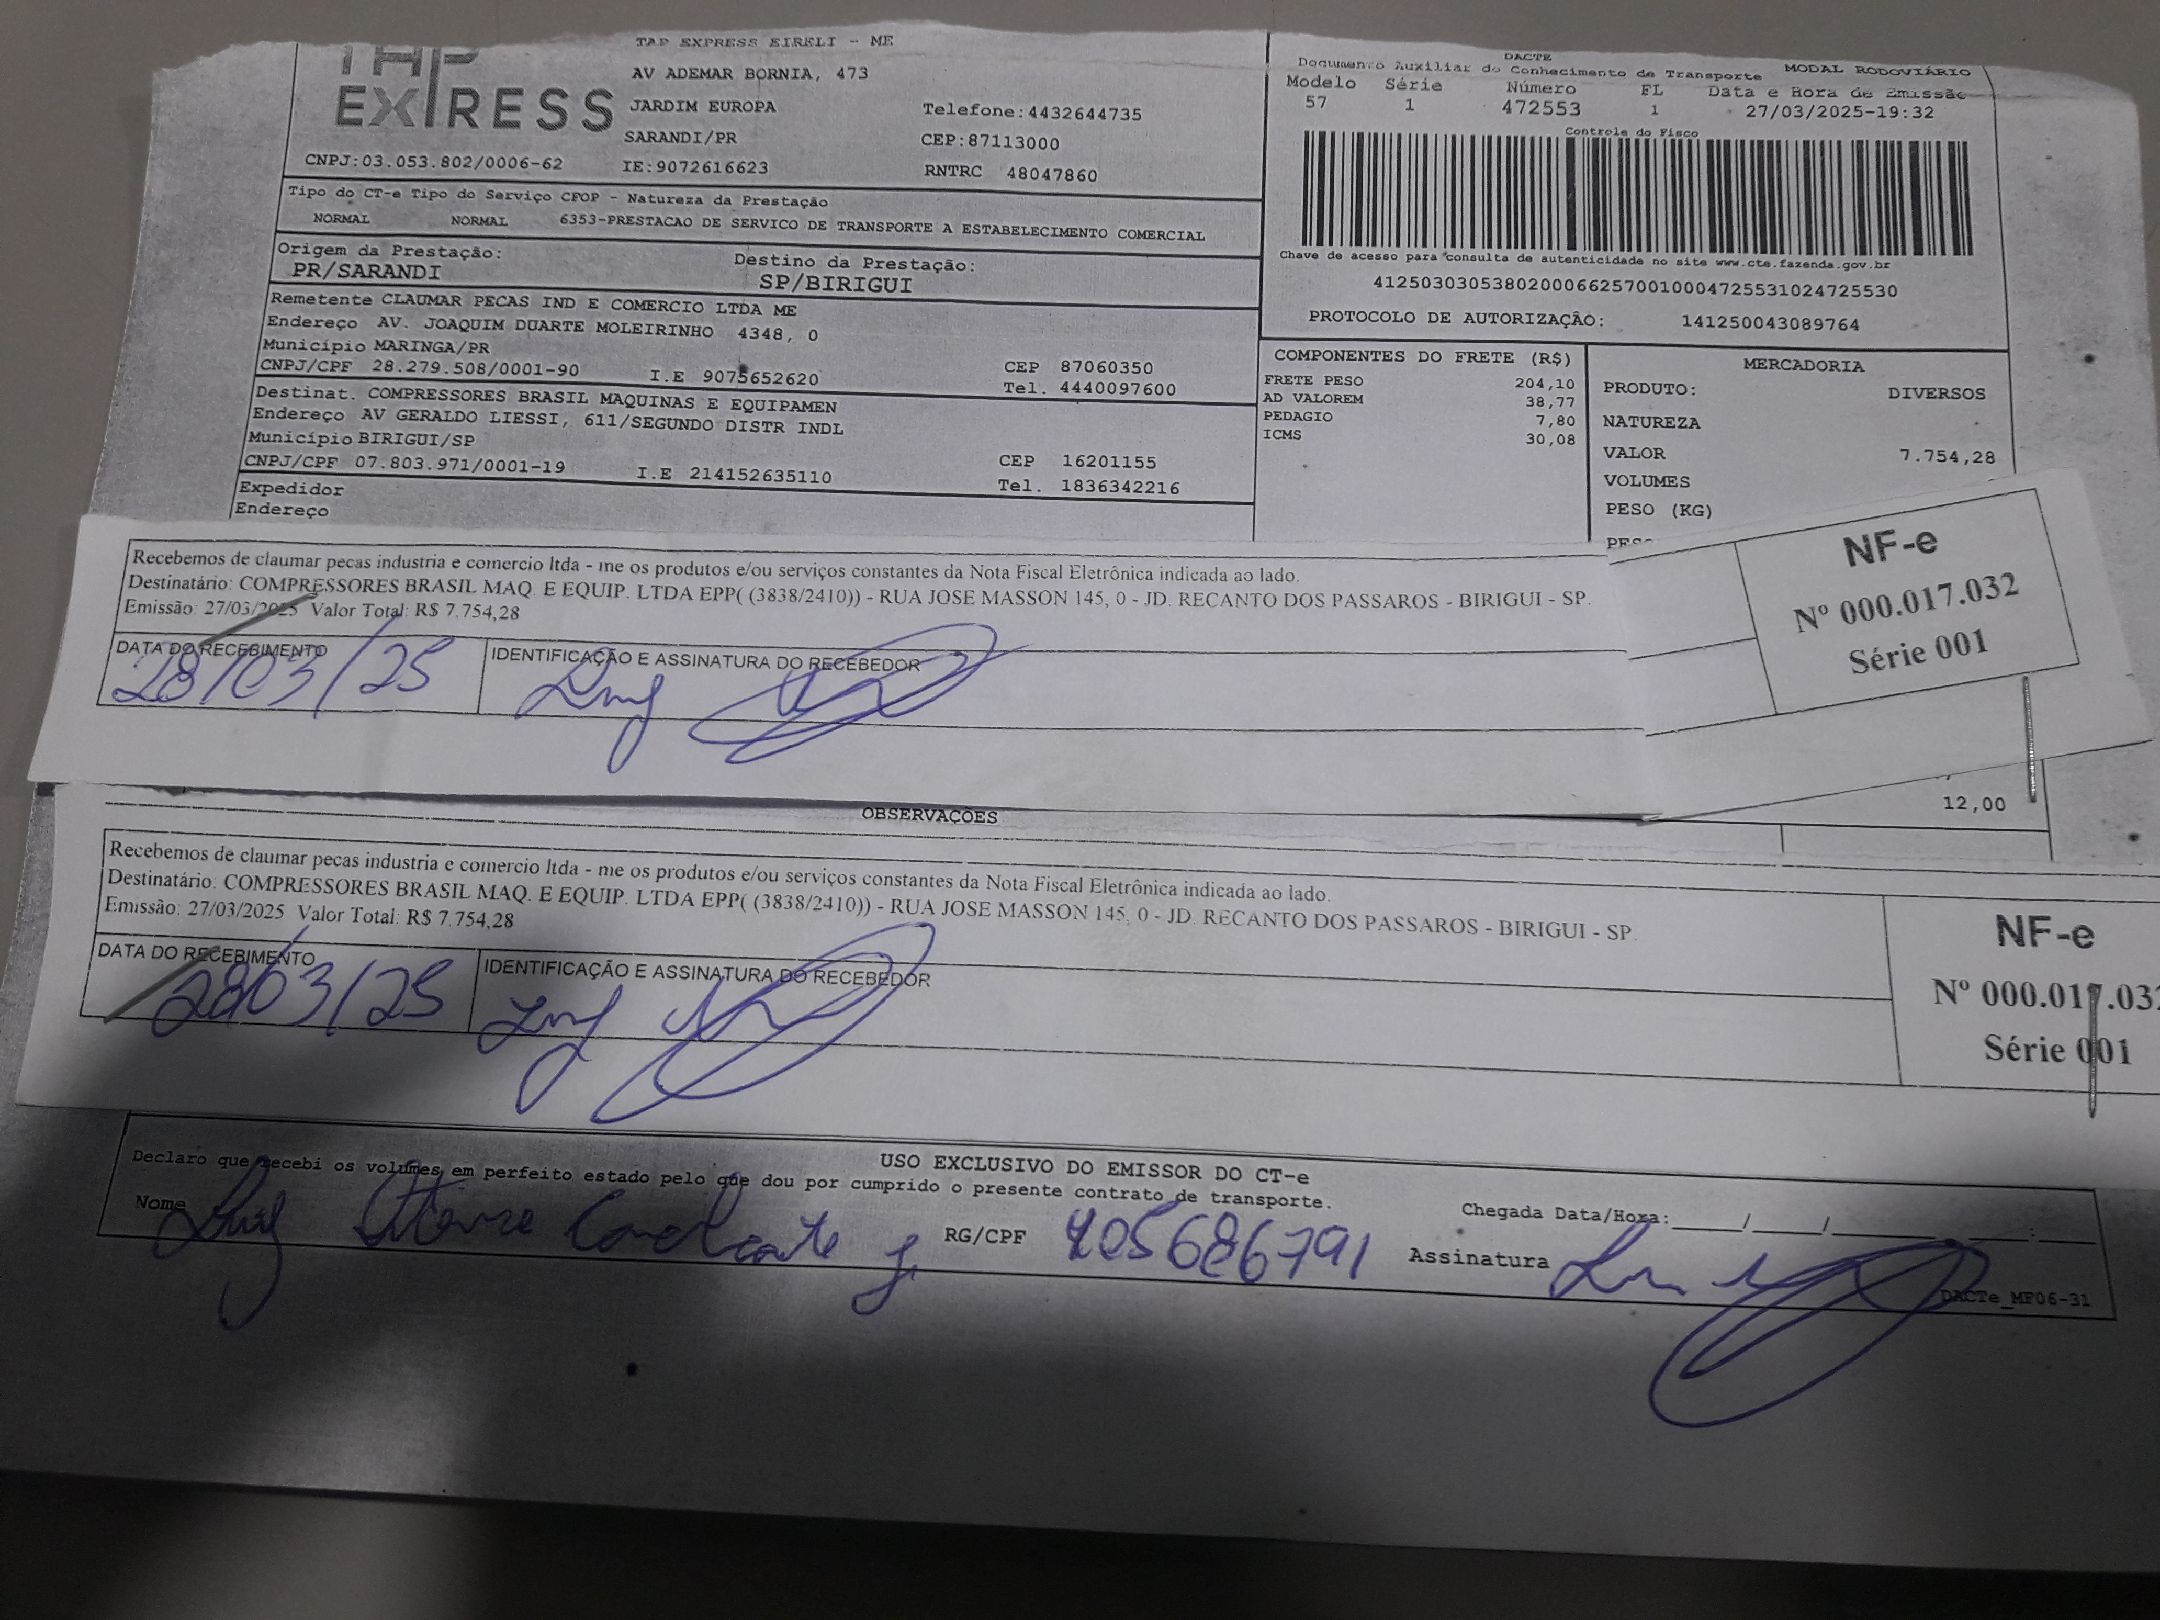 TAP EXPRESS
TAP EXPRESS EIRELI - ME
AV ADEMAR BORNIA, 473
JARDIM EUROPA Telefone:4432644735
SARANDI/PR CEP:87113000
CNPJ:03.053.802/0006-62 IE:9072616623 RNTRC 48047860
DACTE
Documento Auxiliar do Conhecimento de Transporte MODAL RODOVIÁRIO
Modelo Série Número FL Data e Hora de Emissão
57 1 472553 1 27/03/2025-19:32
Controle do Fisco
Chave de acesso para consulta de autenticidade no site www.cte.fazenda.gov.br
41250303053802000662570010004725531024725530
PROTOCOLO DE AUTORIZAÇÃO: 141250043089764
Tipo do CT-e Tipo do Serviço CFOP - Natureza da Prestação
NORMAL NORMAL 6353-PRESTACAO DE SERVICO DE TRANSPORTE A ESTABELECIMENTO COMERCIAL
Origem da Prestação: Destino da Prestação:
PR/SARANDI SP/BIRIGUI
Remetente CLAUMAR PECAS IND E COMERCIO LTDA ME
Endereço AV. JOAQUIM DUARTE MOLEIRINHO 4348, 0
Município MARINGA/PR CEP 87060350
CNPJ/CPF 28.279.508/0001-90 I.E 9075652620 Tel. 4440097600
Destinat. COMPRESSORES BRASIL MAQUINAS E EQUIPAMEN
Endereço AV GERALDO LIESSI, 611/SEGUNDO DISTR INDL
Município BIRIGUI/SP CEP 16201155
CNPJ/CPF 07.803.971/0001-19 I.E 214152635110 Tel. 1836342216
Expedidor
Endereço
COMPONENTES DO FRETE (R$)
FRETE PESO 204,10
AD VALOREM 38,77
PEDAGIO 7,80
ICMS 30,08
MERCADORIA
PRODUTO: DIVERSOS
NATUREZA
VALOR 7.754,28
VOLUMES
PESO (KG)
Recebemos de claumar pecas industria e comercio ltda - me os produtos e/ou serviços constantes da Nota Fiscal Eletrônica indicada ao lado.
Destinatário: COMPRESSORES BRASIL MAQ. E EQUIP. LTDA EPP( (3838/2410)) - RUA JOSE MASSON 145, 0 - JD. RECANTO DOS PASSAROS - BIRIGUI - SP.
Emissão: 27/03/2025 Valor Total: R$ 7.754,28
DATA DO RECEBIMENTO IDENTIFICAÇÃO E ASSINATURA DO RECEBEDOR
28/03/25
NF-e
Nº 000.017.032
Série 001
12,00
OBSERVAÇÕES
Recebemos de claumar pecas industria e comercio ltda - me os produtos e/ou serviços constantes da Nota Fiscal Eletrônica indicada ao lado.
Destinatário: COMPRESSORES BRASIL MAQ. E EQUIP. LTDA EPP( (3838/2410)) - RUA JOSE MASSON 145, 0 - JD. RECANTO DOS PASSAROS - BIRIGUI - SP.
Emissão: 27/03/2025 Valor Total: R$ 7.754,28
DATA DO RECEBIMENTO IDENTIFICAÇÃO E ASSINATURA DO RECEBEDOR
28/03/25
NF-e
Nº 000.017.032
Série 001
USO EXCLUSIVO DO EMISSOR DO CT-e
Declaro que recebi os volumes em perfeito estado pelo que dou por cumprido o presente contrato de transporte.
Chegada Data/Hora:_____/_____/_______ ___:___
Nome Luiz Cavalcante RG/CPF 405686791 Assinatura
DACTe_MF06-31